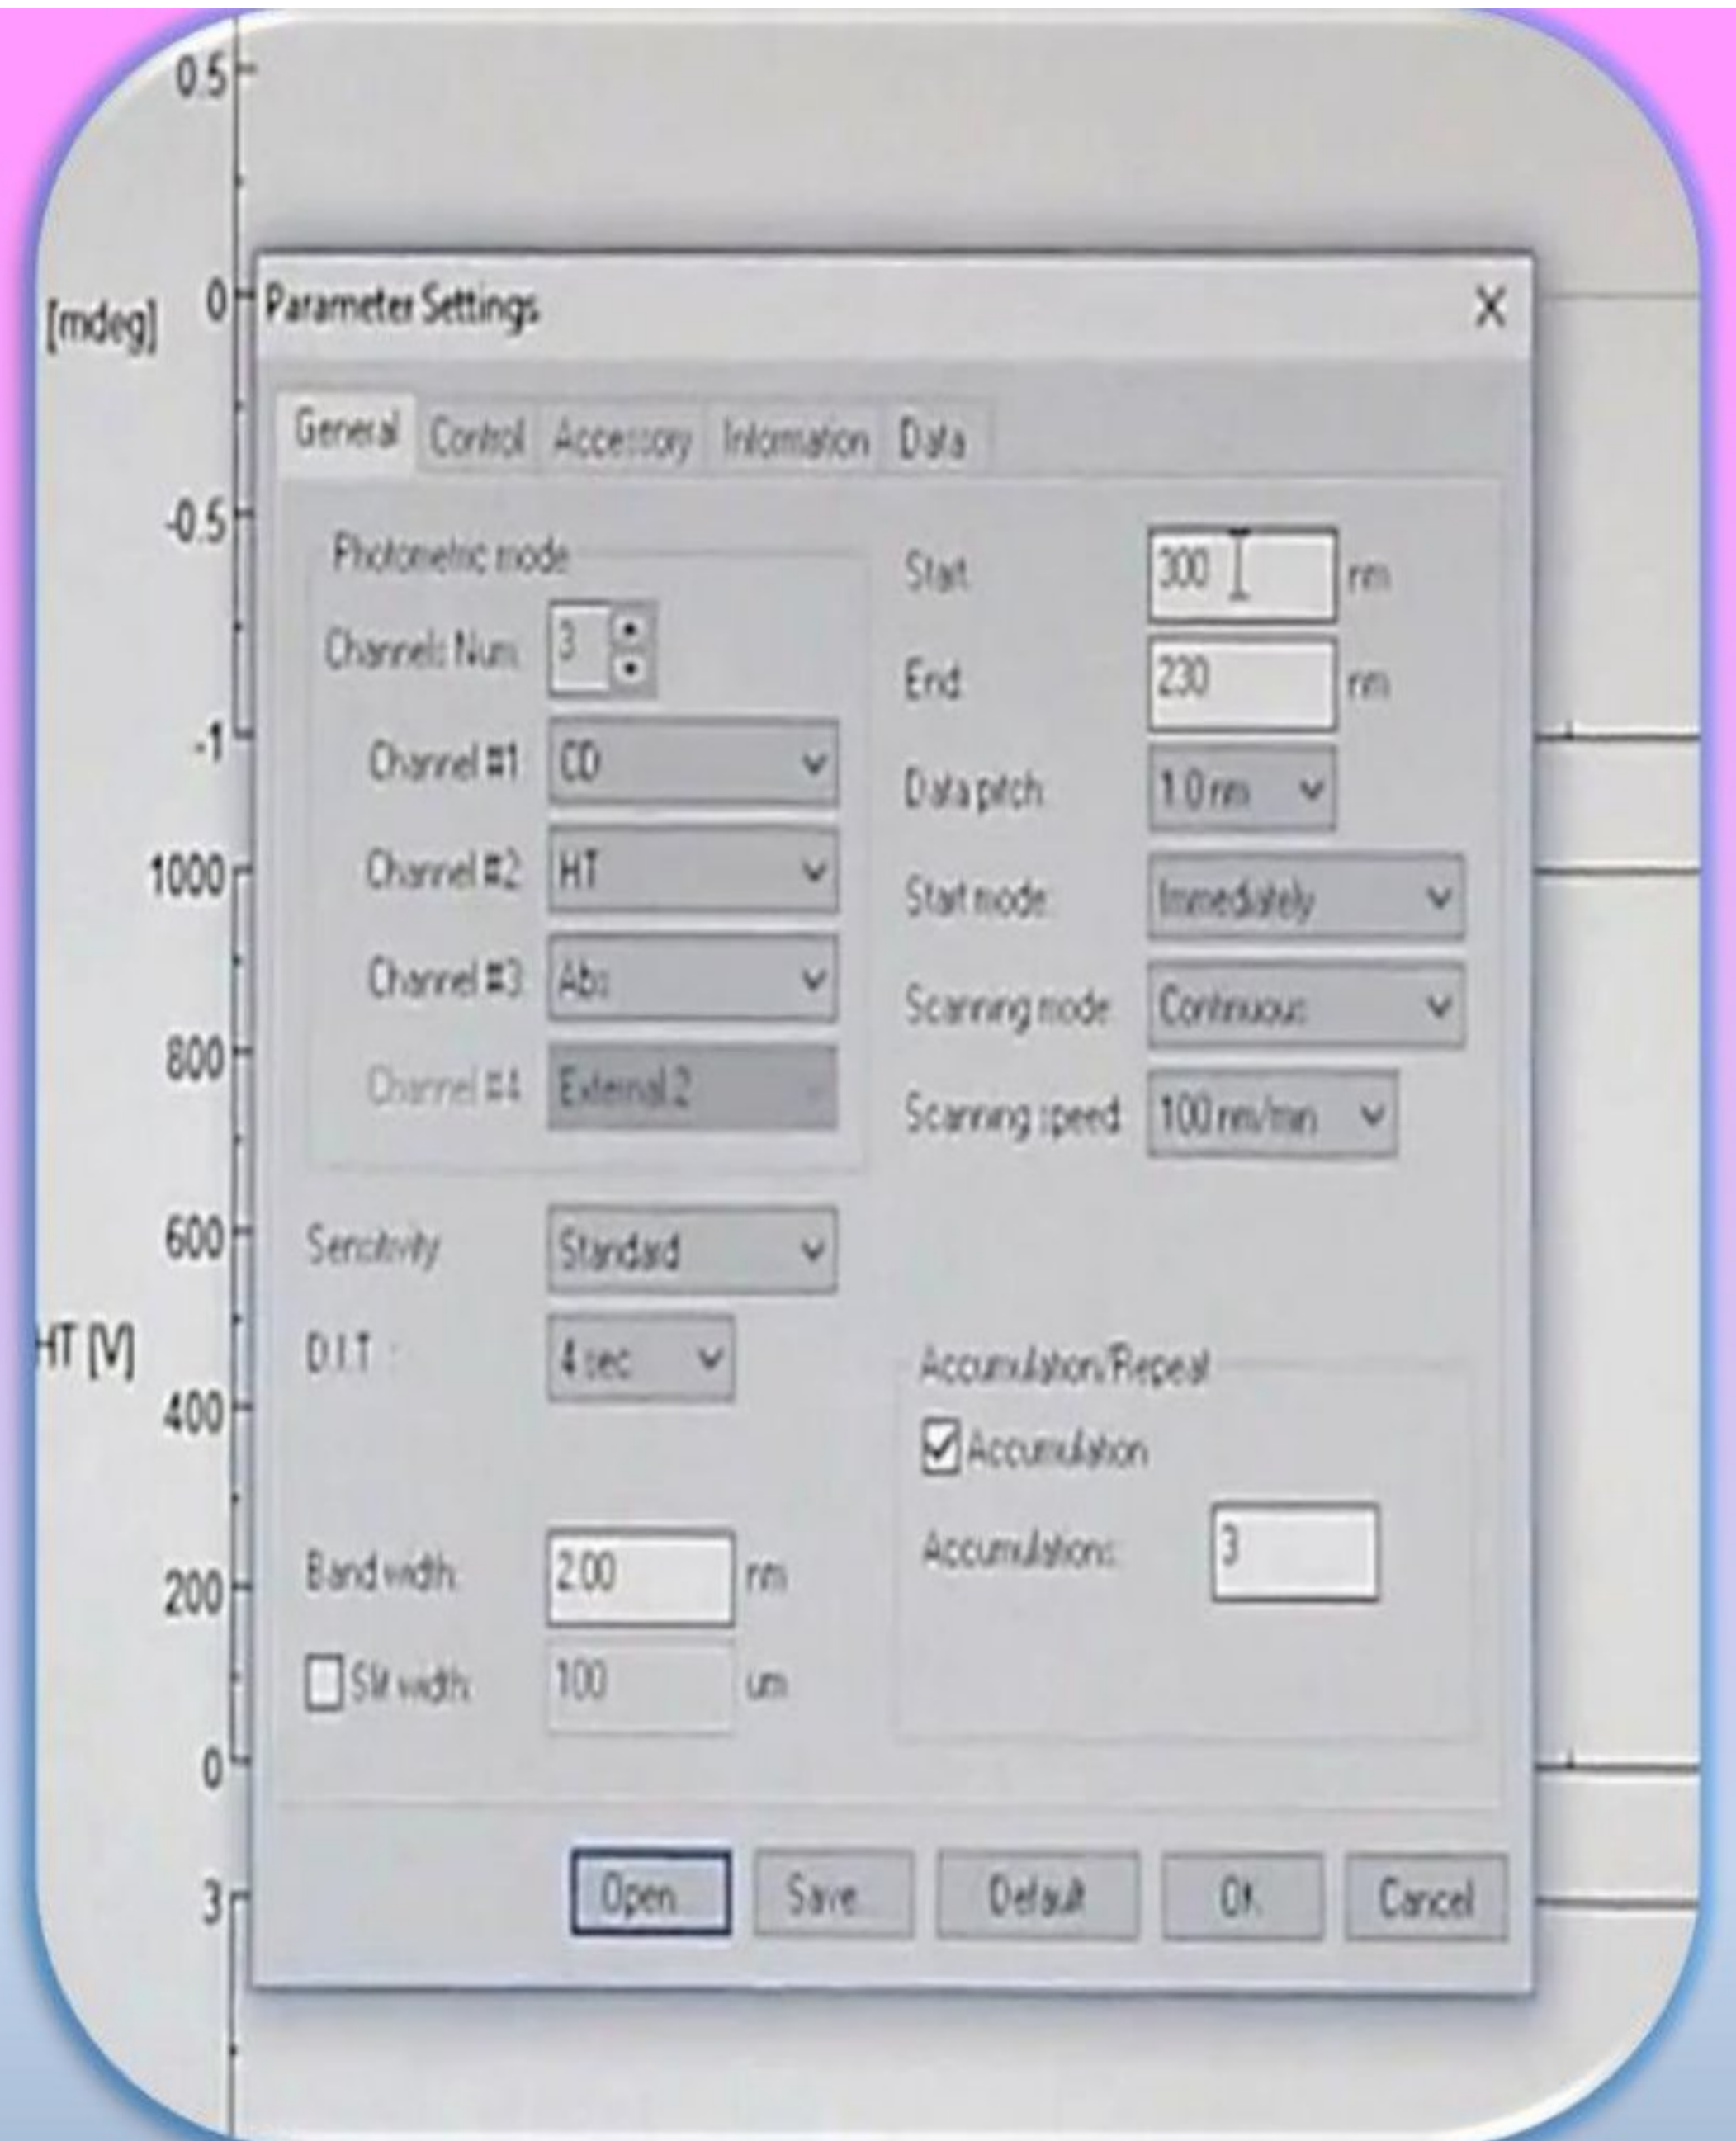 0.5
0
[mdeg]
-0.5
-1
1000
800
600
HT [V]
400
200
0
3
Parameter Settings
X
General Control Accessory Information Data
Photometric mode
Channels Num: 3
Channel #1: CD
Channel #2: HT
Channel #3: Abs
Channel #4: External 2
Sensitivity Standard
D.I.T.: 4 sec
Band width: 2.00 nm
Slit width: 100 um
Start: 300 nm
End: 230 nm
Data pitch: 1.0 nm
Start mode: Immediately
Scanning mode: Continuous
Scanning speed: 100 nm/min
Accumulation/Repeat
Accumulation
Accumulations: 3
Open... Save... Default OK Cancel